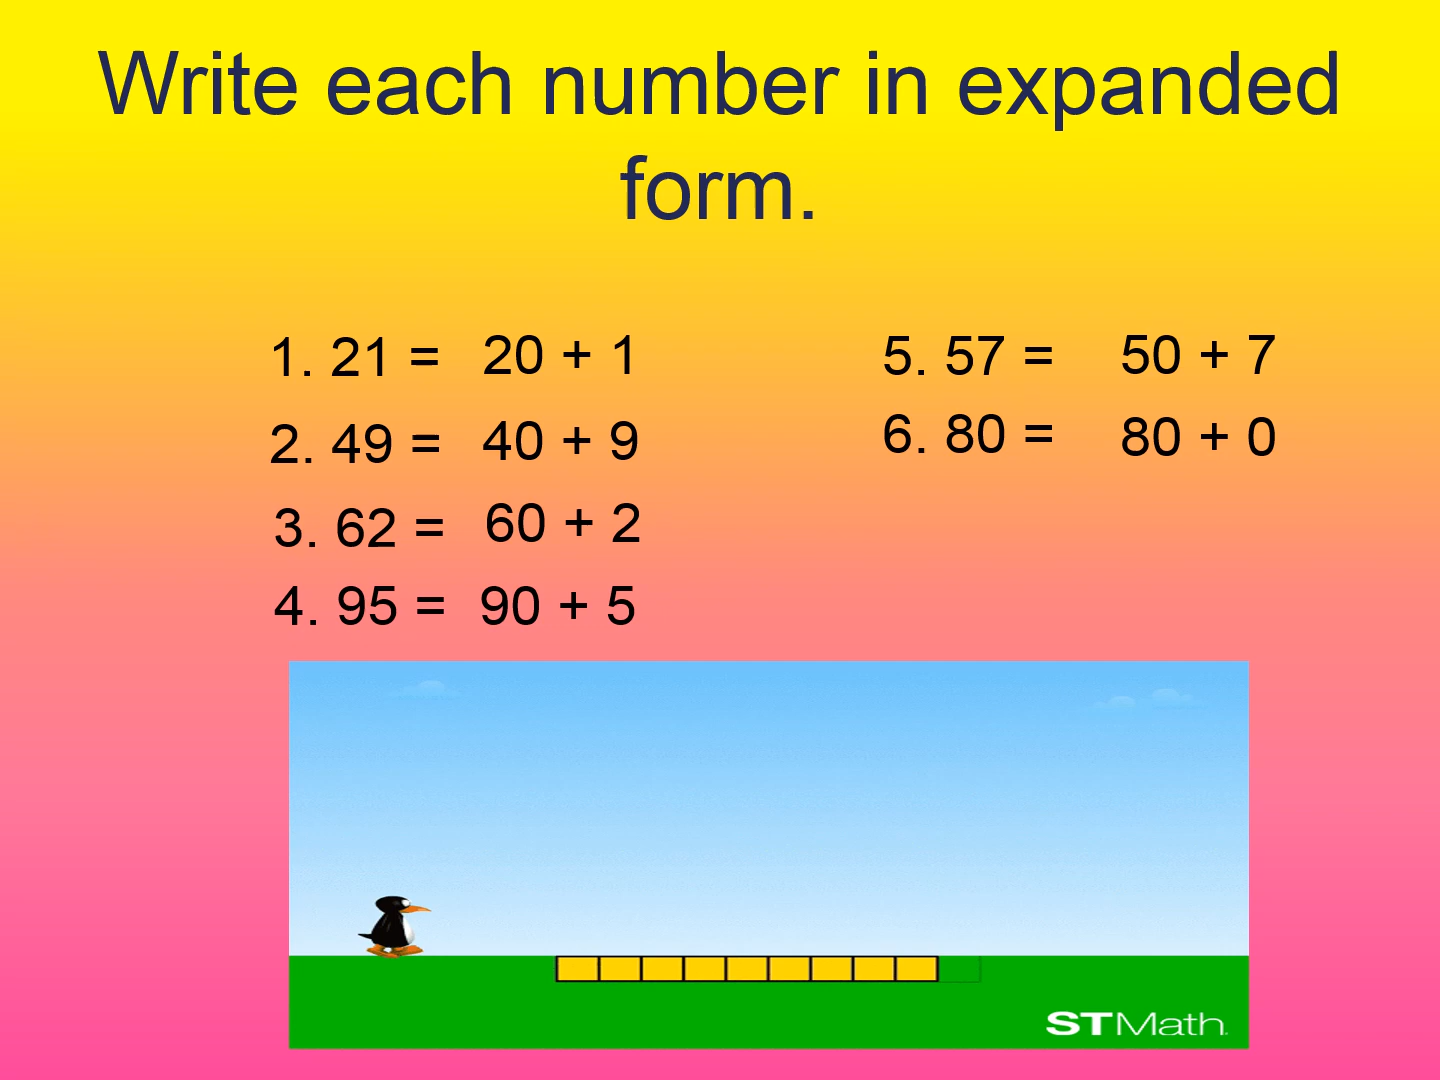 Write each number in expanded
form.
1. 21 = 20 + 1
2. 49 = 40 + 9
3. 62 = 60 + 2
4. 95 = 90 + 5
5. 57 = 50 + 7
6. 80 = 80 + 0
STMath